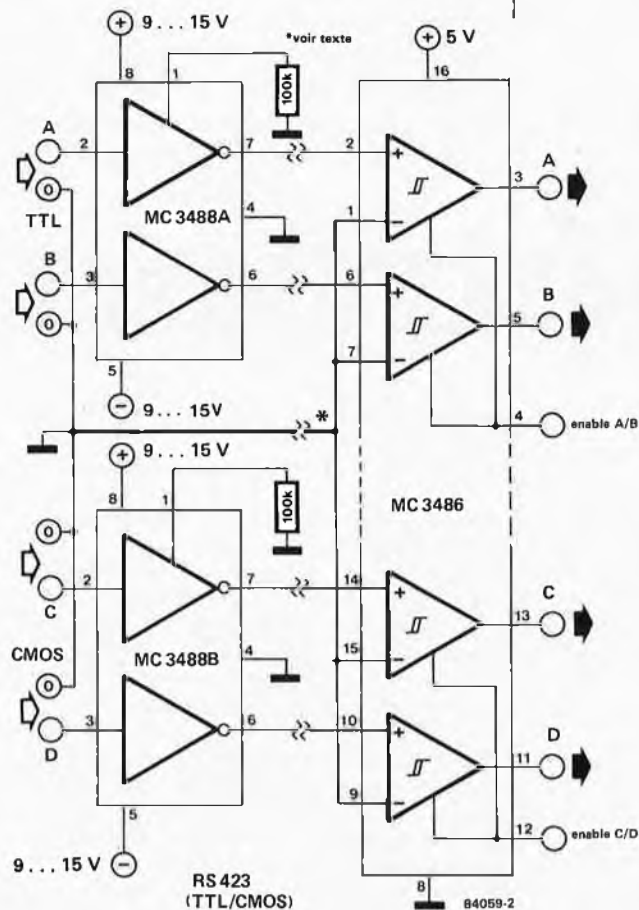 9 . . . 15 V
*voir texte
5 V
8
1
16
100k
A
2
7
2
3
A
TTL
MC 3488A
4
1
B
3
6
6
5
B
7
5
9 . . . 15V
*
4
enable A/B
9 . . . 15 V
8
1
100k
MC 3486
C
2
7
14
13
C
CMOS
MC 3488B
4
15
D
3
6
10
11
D
9
5
12
enable C/D
9 . . . 15 V
RS 423
(TTL/CMOS)
8
84059-2